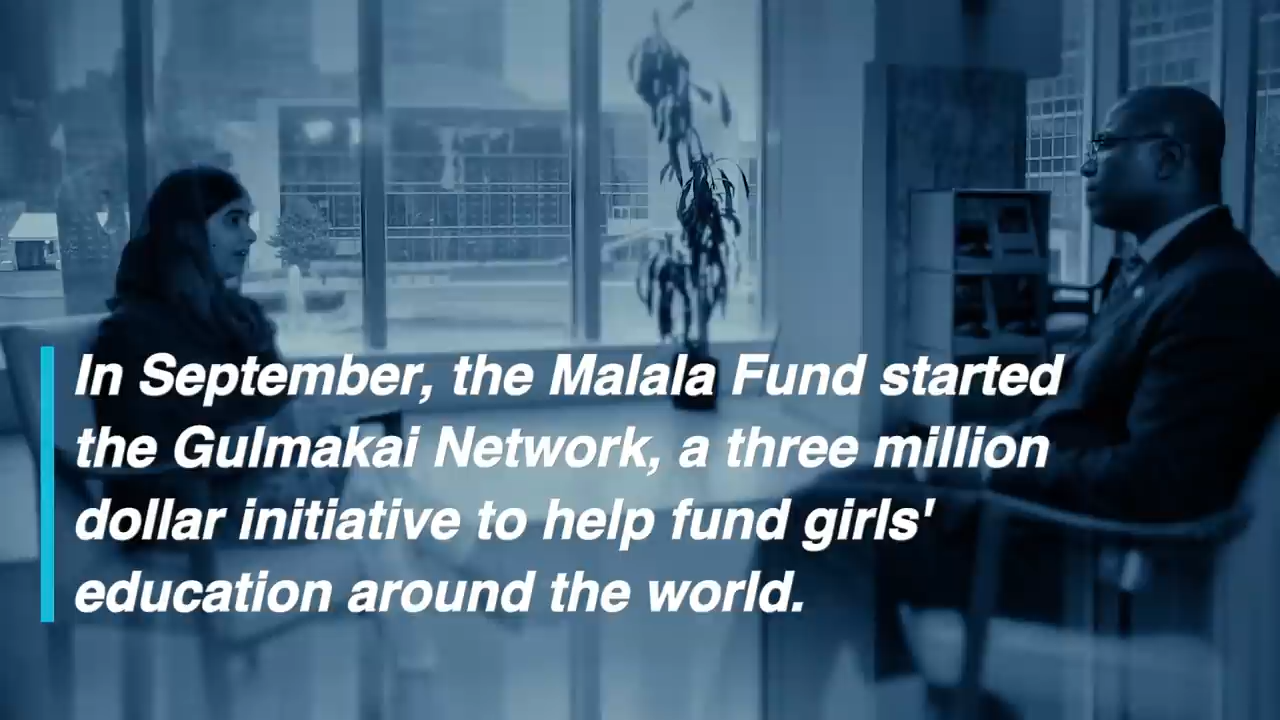 In September, the Malala Fund started
the Gulmakai Network, a three million
dollar initiative to help fund girls'
education around the world.